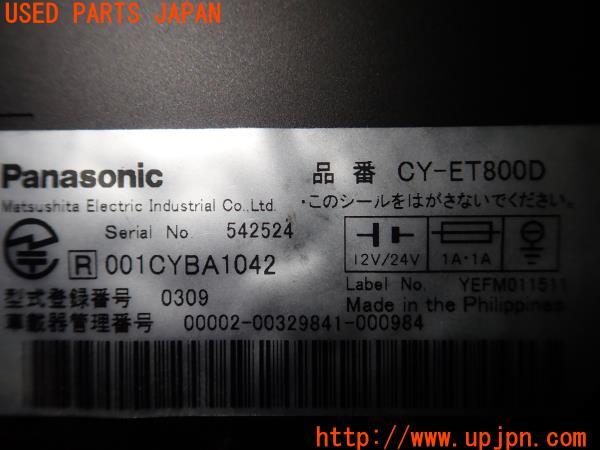 USED PARTS JAPAN
Panasonic
品番 CY-ET800D
Matsushita Electric Industrial Co.,Ltd.
・このシールをはがさないでください。
Serial No. 542524
R 001CYBA1042
12V/24V 1A・1A
Label No. YEFM011511
型式登録番号 0309
Made in the Philippines
車載器管理番号 00002-00329841-000984
http://www.upjpn.com